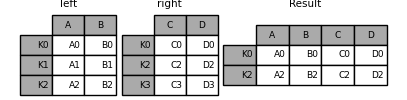 left right Result
A B C D A B C D
K0 A0 B0 K0 C0 D0 K0 A0 B0 C0 D0
K1 A1 B1 K2 C2 D2 K2 A2 B2 C2 D2
K2 A2 B2 K3 C3 D3